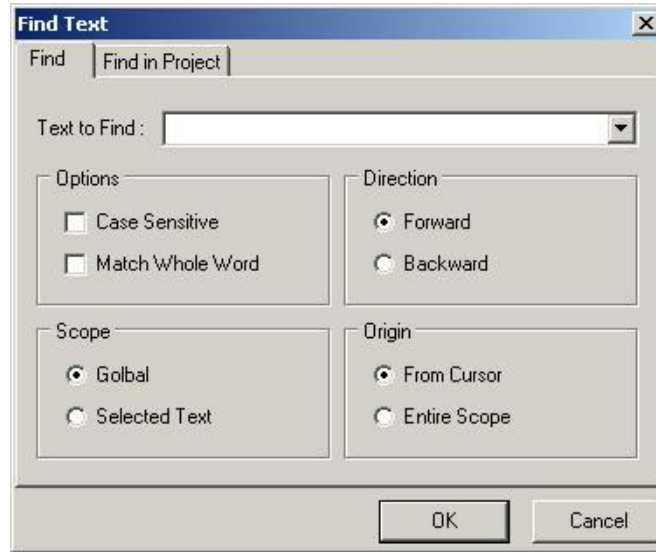 Find Text
Find Find in Project
Text to Find :
Options
Case Sensitive
Match Whole Word
Direction
Forward
Backward
Scope
Golbal
Selected Text
Origin
From Cursor
Entire Scope
OK Cancel